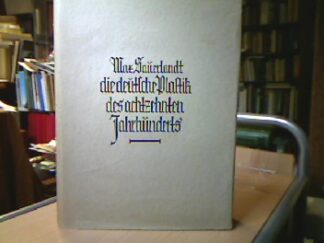 Max Sauerlandt
die deutsche Plastik
des achtzehnten
Jahrhunderts